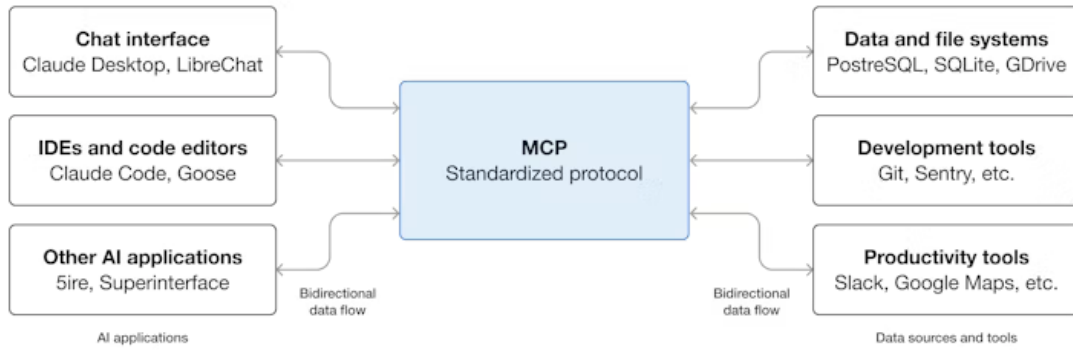 Chat interface
Claude Desktop, LibreChat
IDEs and code editors
Claude Code, Goose
Other AI applications
5ire, Superinterface
AI applications
Bidirectional
data flow
MCP
Standardized protocol
Bidirectional
data flow
Data and file systems
PostreSQL, SQLite, GDrive
Development tools
Git, Sentry, etc.
Productivity tools
Slack, Google Maps, etc.
Data sources and tools